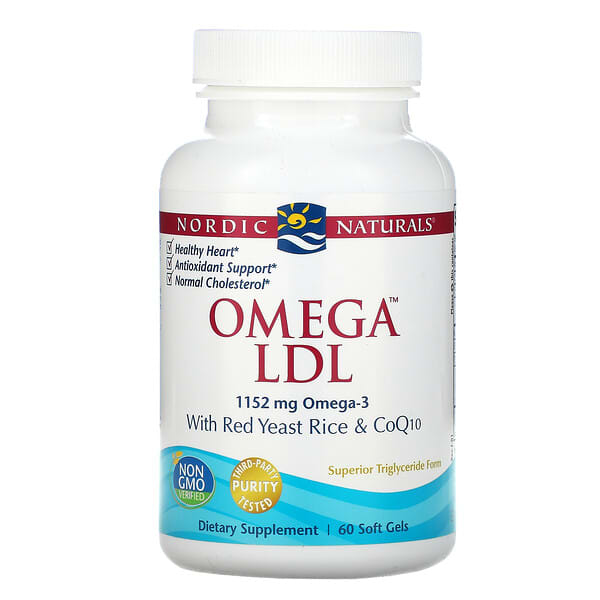 NORDIC NATURALS®
Healthy Heart*
Antioxidant Support*
Normal Cholesterol*
OMEGA™
LDL
1152 mg Omega-3
With Red Yeast Rice & CoQ10
Superior Triglyceride Form
NON
GMO
VERIFIED
THIRD-PARTY
PURITY
TESTED
Dietary Supplement | 60 Soft Gels